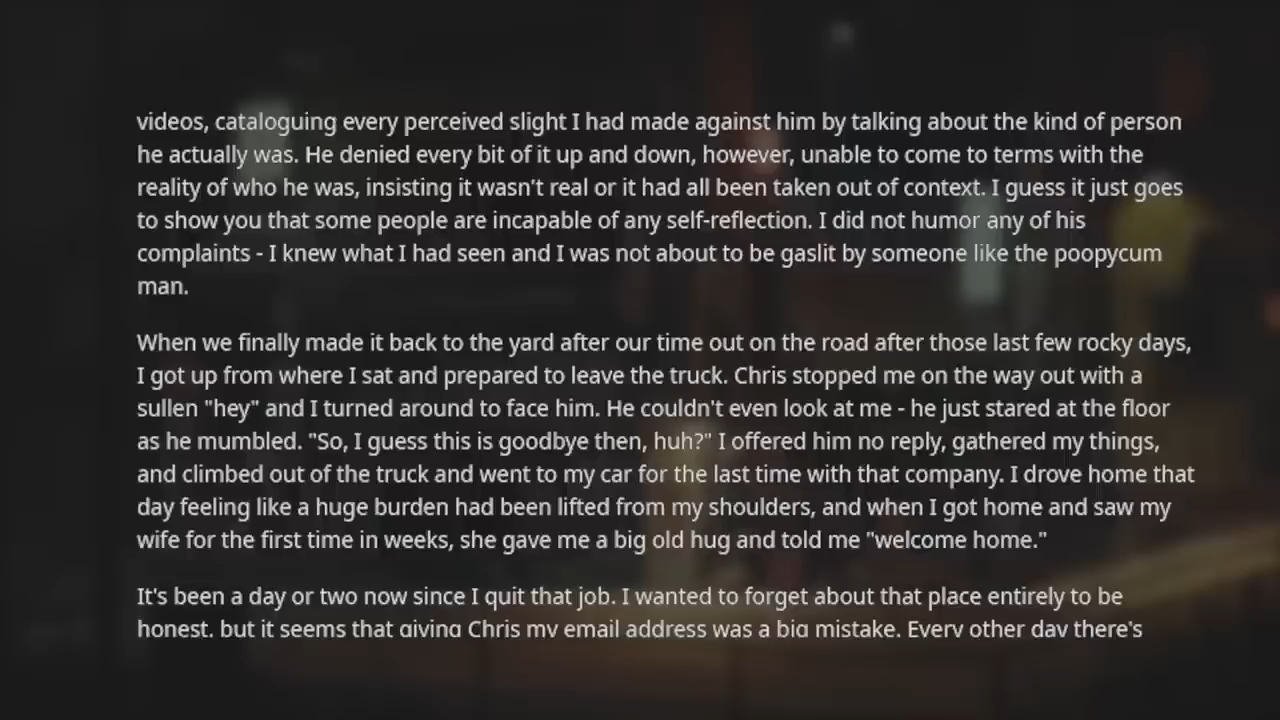 videos, cataloguing every perceived slight I had made against him by talking about the kind of person
he actually was. He denied every bit of it up and down, however, unable to come to terms with the
reality of who he was, insisting it wasn't real or it had all been taken out of context. I guess it just goes
to show you that some people are incapable of any self-reflection. I did not humor any of his
complaints - I knew what I had seen and I was not about to be gaslit by someone like the poopycum
man.
When we finally made it back to the yard after our time out on the road after those last few rocky days,
I got up from where I sat and prepared to leave the truck. Chris stopped me on the way out with a
sullen "hey" and I turned around to face him. He couldn't even look at me - he just stared at the floor
as he mumbled. "So, I guess this is goodbye then, huh?" I offered him no reply, gathered my things,
and climbed out of the truck and went to my car for the last time with that company. I drove home that
day feeling like a huge burden had been lifted from my shoulders, and when I got home and saw my
wife for the first time in weeks, she gave me a big old hug and told me "welcome home."
It's been a day or two now since I quit that job. I wanted to forget about that place entirely to be
honest, but it seems that giving Chris my email address was a big mistake. Every other day there's